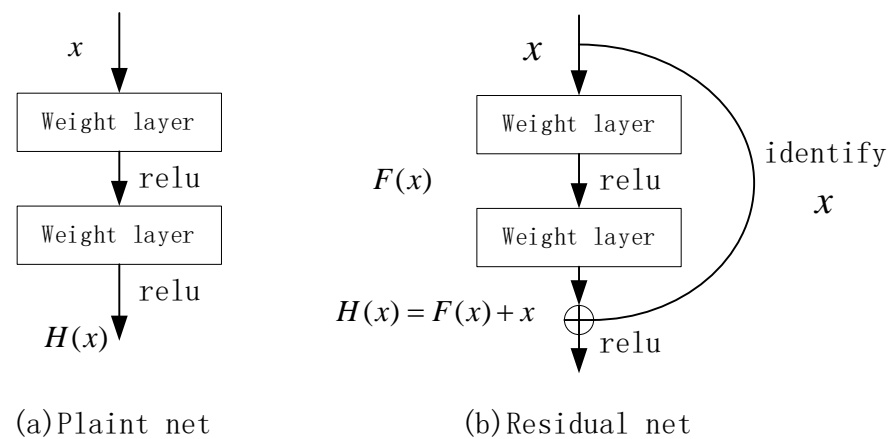 x
Weight layer
relu
Weight layer
relu
H(x)
(a)Plaint net
x
Weight layer
identify
x
F(x)
relu
Weight layer
H(x) = F(x) + x
relu
(b)Residual net